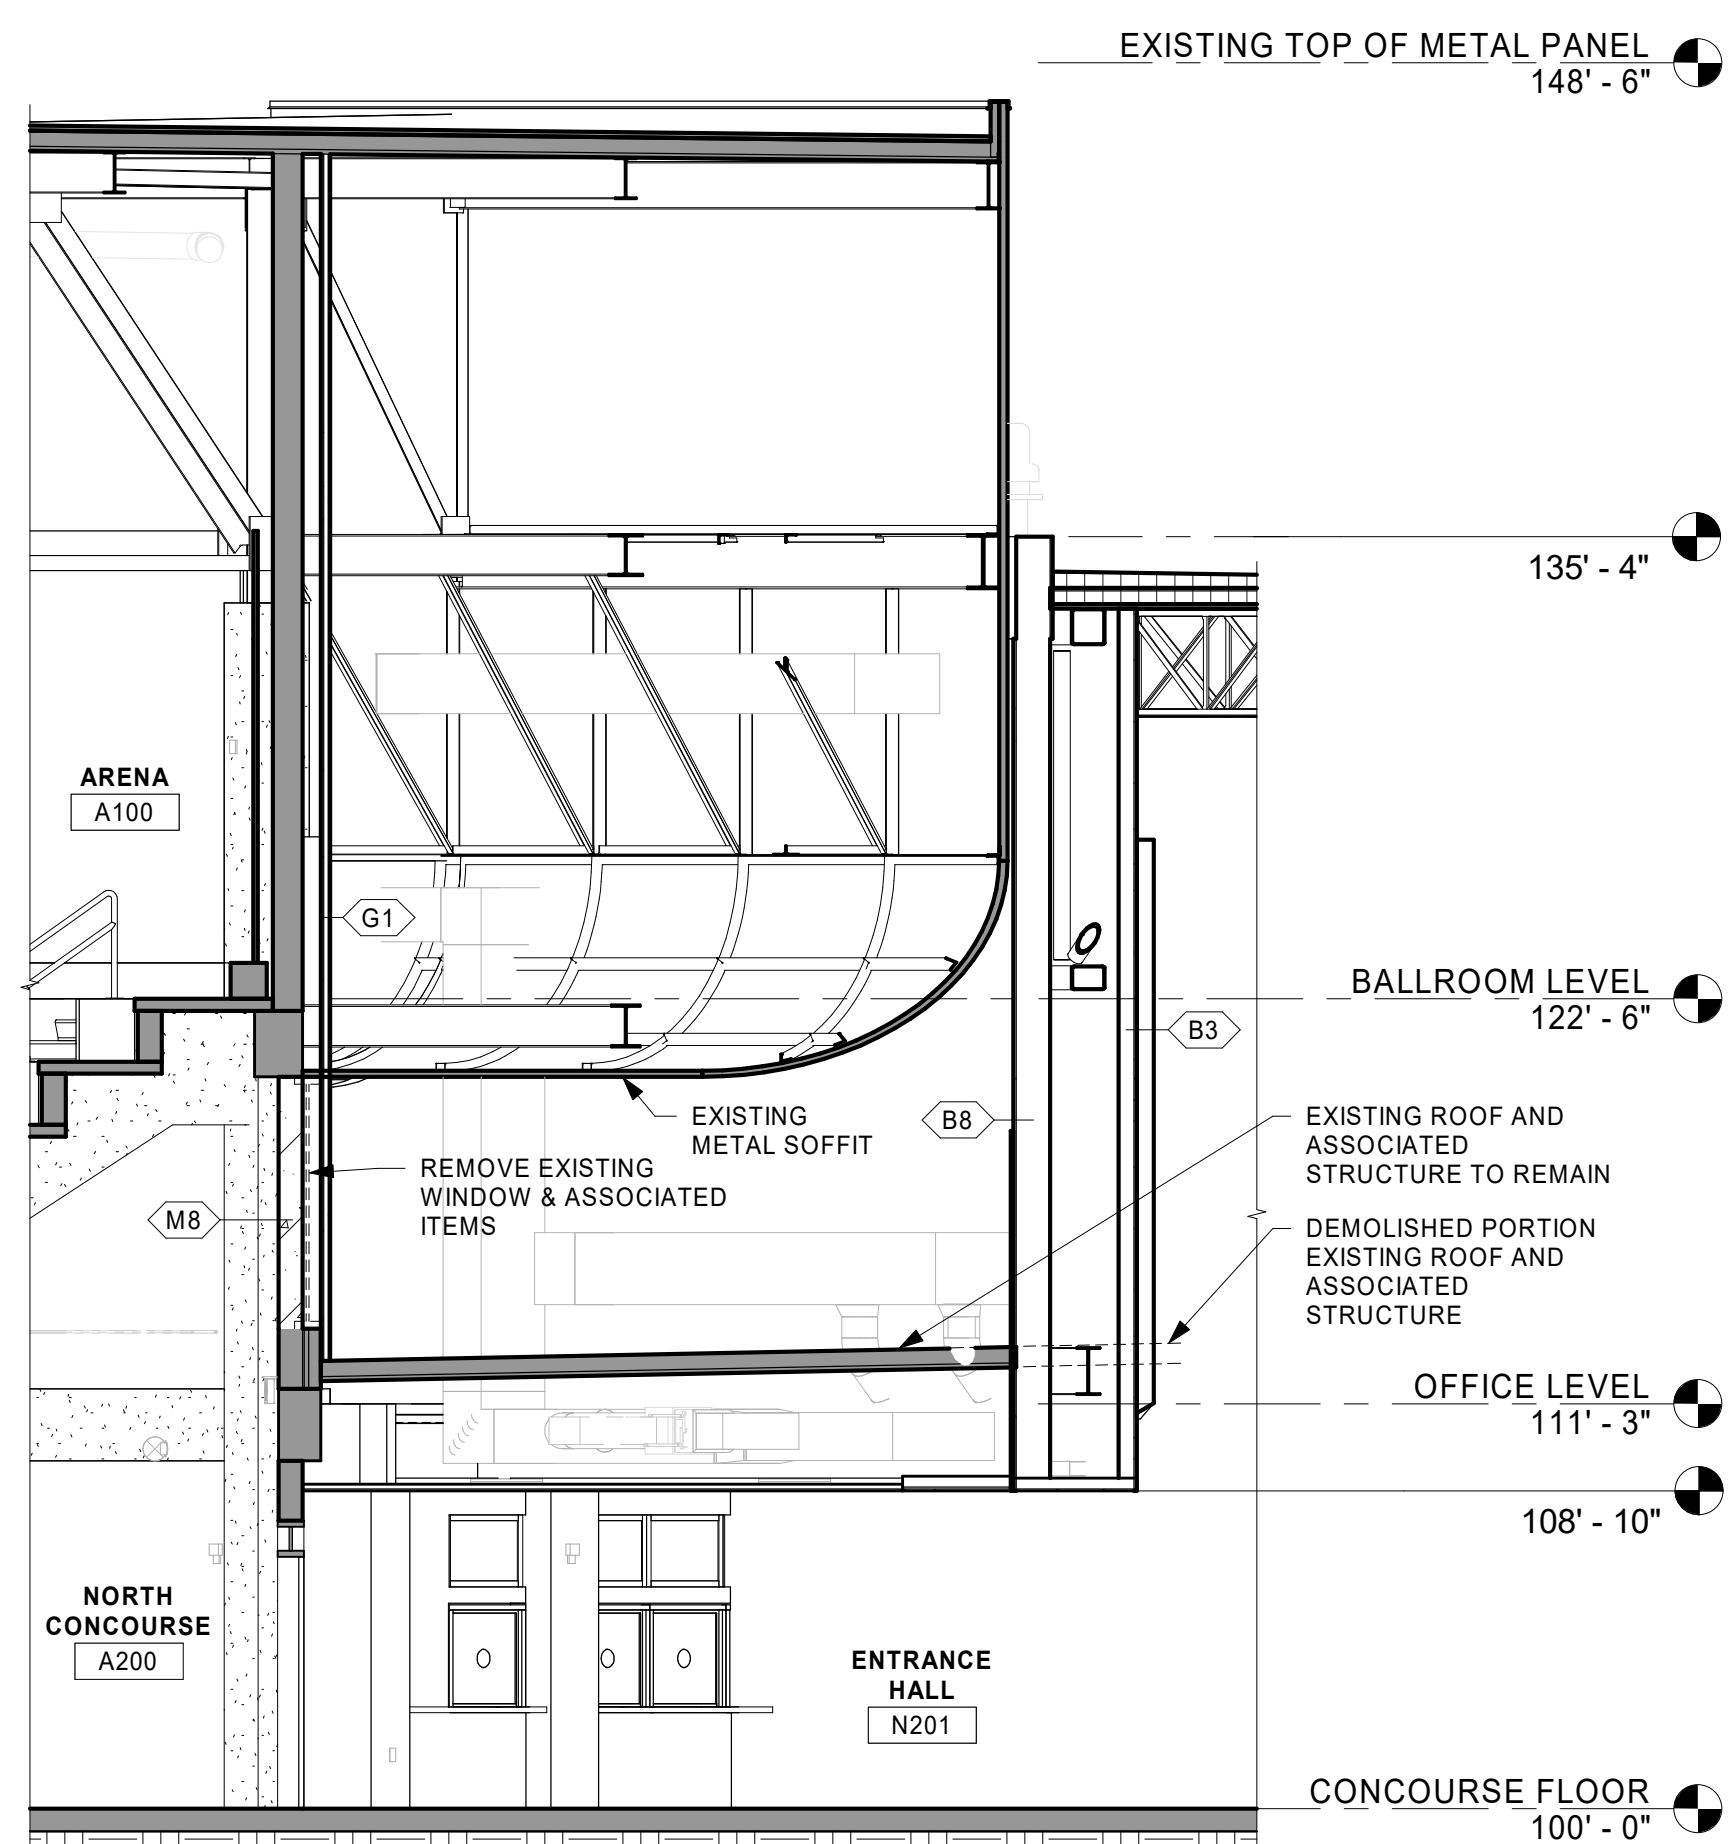 EXISTING TOP OF METAL PANEL
148' - 6"
135' - 4"
ARENA
A100
G1
BALLROOM LEVEL
122' - 6"
B3
EXISTING
METAL SOFFIT
B8
EXISTING ROOF AND
ASSOCIATED
STRUCTURE TO REMAIN
REMOVE EXISTING
WINDOW & ASSOCIATED
ITEMS
M8
DEMOLISHED PORTION
EXISTING ROOF AND
ASSOCIATED
STRUCTURE
OFFICE LEVEL
111' - 3"
108' - 10"
NORTH
CONCOURSE
A200
ENTRANCE
HALL
N201
CONCOURSE FLOOR
100' - 0"